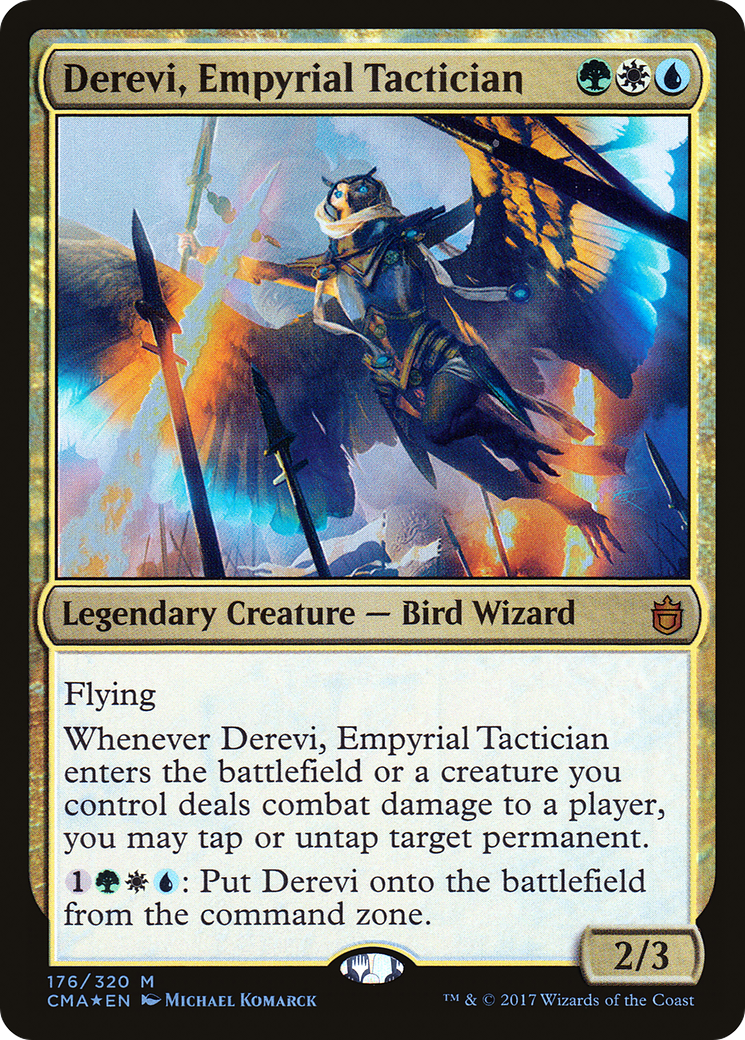 Derevi, Empyrial Tactician
Legendary Creature — Bird Wizard
Flying
Whenever Derevi, Empyrial Tactician
enters the battlefield or a creature you
control deals combat damage to a player,
you may tap or untap target permanent.
1: Put Derevi onto the battlefield
from the command zone.
2/3
176/320 M
CMA★EN Michael Komarck
™ & © 2017 Wizards of the Coast